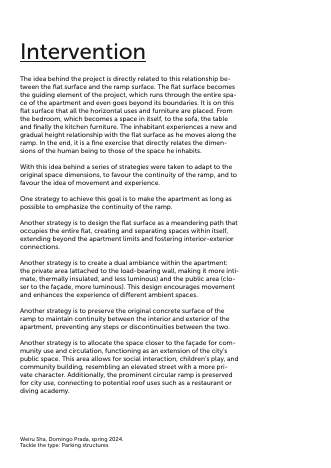 Intervention
The idea behind the project is directly related to this relationship be-
tween the flat surface and the ramp surface. The flat surface becomes
the guiding element of the project, which runs through the entire spa-
ce of the apartment and even goes beyond its boundaries. It is on this
flat surface that all the horizontal uses and furniture are placed. From
the bedroom, which becomes a space in itself, to the sofa, the table
and finally the kitchen furniture. The inhabitant experiences a new and
gradual height relationship with the flat surface as he moves along the
ramp. In the end, it is a fine exercise that directly relates the dimen-
sions of the human being to those of the space he inhabits.
With this idea behind a series of strategies were taken to adapt to the
original space dimensions, to favour the continuity of the ramp, and to
favour the idea of movement and experience.
One strategy to achieve this goal is to make the apartment as long as
possible to emphasize the continuity of the ramp.
Another strategy is to design the flat surface as a meandering path that
occupies the entire flat, creating and separating spaces within itself,
extending beyond the apartment limits and fostering interior-exterior
connections.
Another strategy is to create a dual ambiance within the apartment:
the private area (attached to the load-bearing wall, making it more inti-
mate, thermally insulated, and less luminous) and the public area (clo-
ser to the façade, more luminous). This design encourages movement
and enhances the experience of different ambient spaces.
Another strategy is to preserve the original concrete surface of the
ramp to maintain continuity between the interior and exterior of the
apartment, preventing any steps or discontinuities between the two.
Another strategy is to allocate the space closer to the façade for com-
munity use and circulation, functioning as an extension of the city's
public space. This area allows for social interaction, children's play, and
community building, resembling an elevated street with a more pri-
vate character. Additionally, the prominent circular ramp is preserved
for city use, connecting to potential roof uses such as a restaurant or
diving academy.
Weiru Sha, Domingo Prada, spring 2024.
Tackle the type: Parking structures